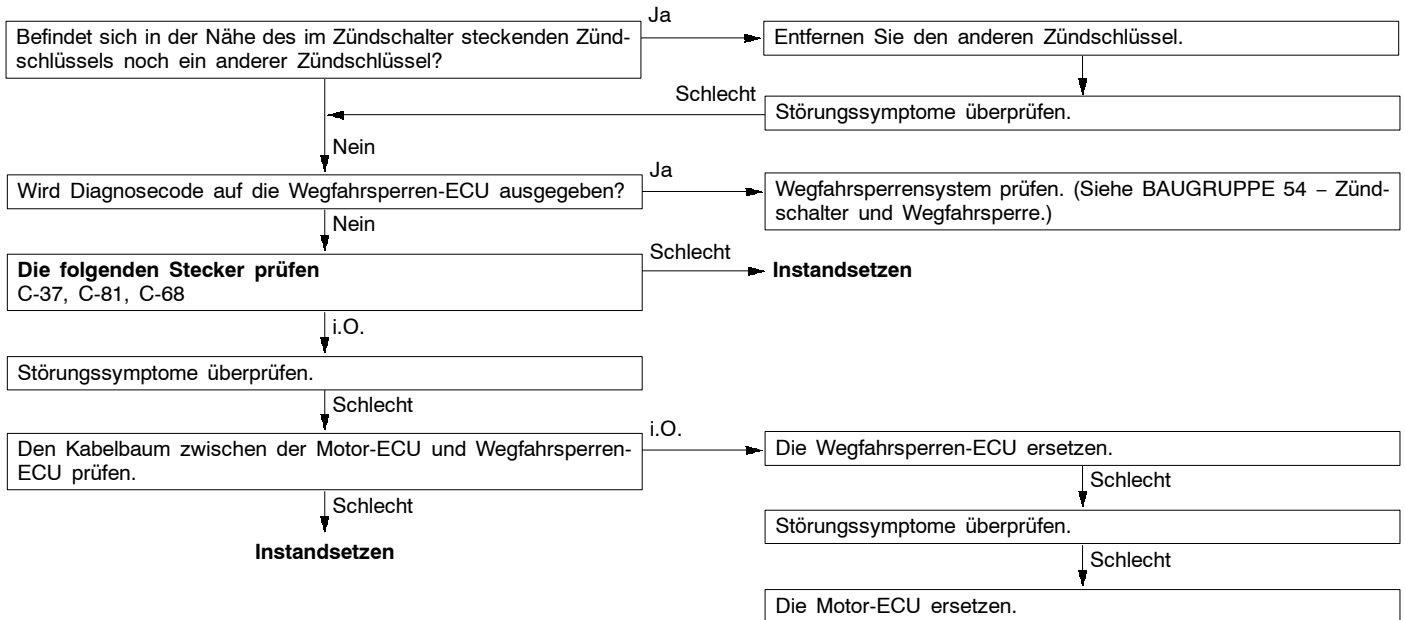 Befindet sich in der Nähe des im Zündschalter steckenden Zünd-
schlüssels noch ein anderer Zündschlüssel?
Ja
Entfernen Sie den anderen Zündschlüssel.
Schlecht
Störungssymptome überprüfen.
Nein
Wird Diagnosecode auf die Wegfahrsperren-ECU ausgegeben?
Ja
Wegfahrsperrensystem prüfen. (Siehe BAUGRUPPE 54 – Zünd-
schalter und Wegfahrsperre.)
Nein
Die folgenden Stecker prüfen
C-37, C-81, C-68
Schlecht
Instandsetzen
i.O.
Störungssymptome überprüfen.
Schlecht
Den Kabelbaum zwischen der Motor-ECU und Wegfahrsperren-
ECU prüfen.
i.O.
Die Wegfahrsperren-ECU ersetzen.
Schlecht
Instandsetzen
Schlecht
Störungssymptome überprüfen.
Schlecht
Die Motor-ECU ersetzen.